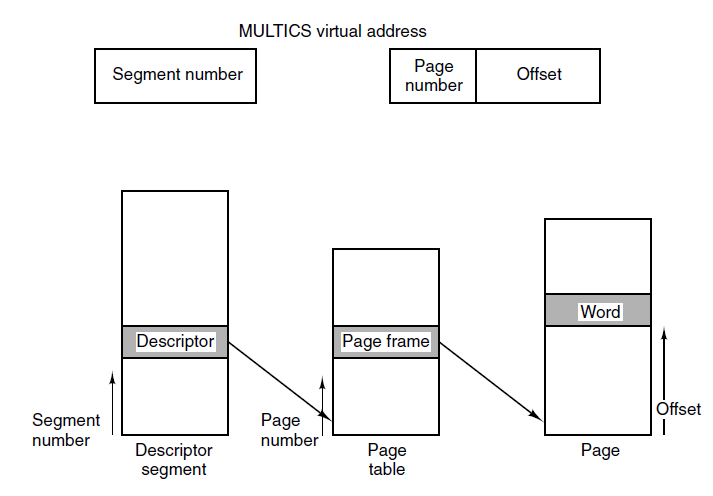 MULTICS virtual address
Segment number
Page
number
Offset
Descriptor
Page frame
Word
Segment
number
Page
number
Offset
Descriptor
segment
Page
table
Page